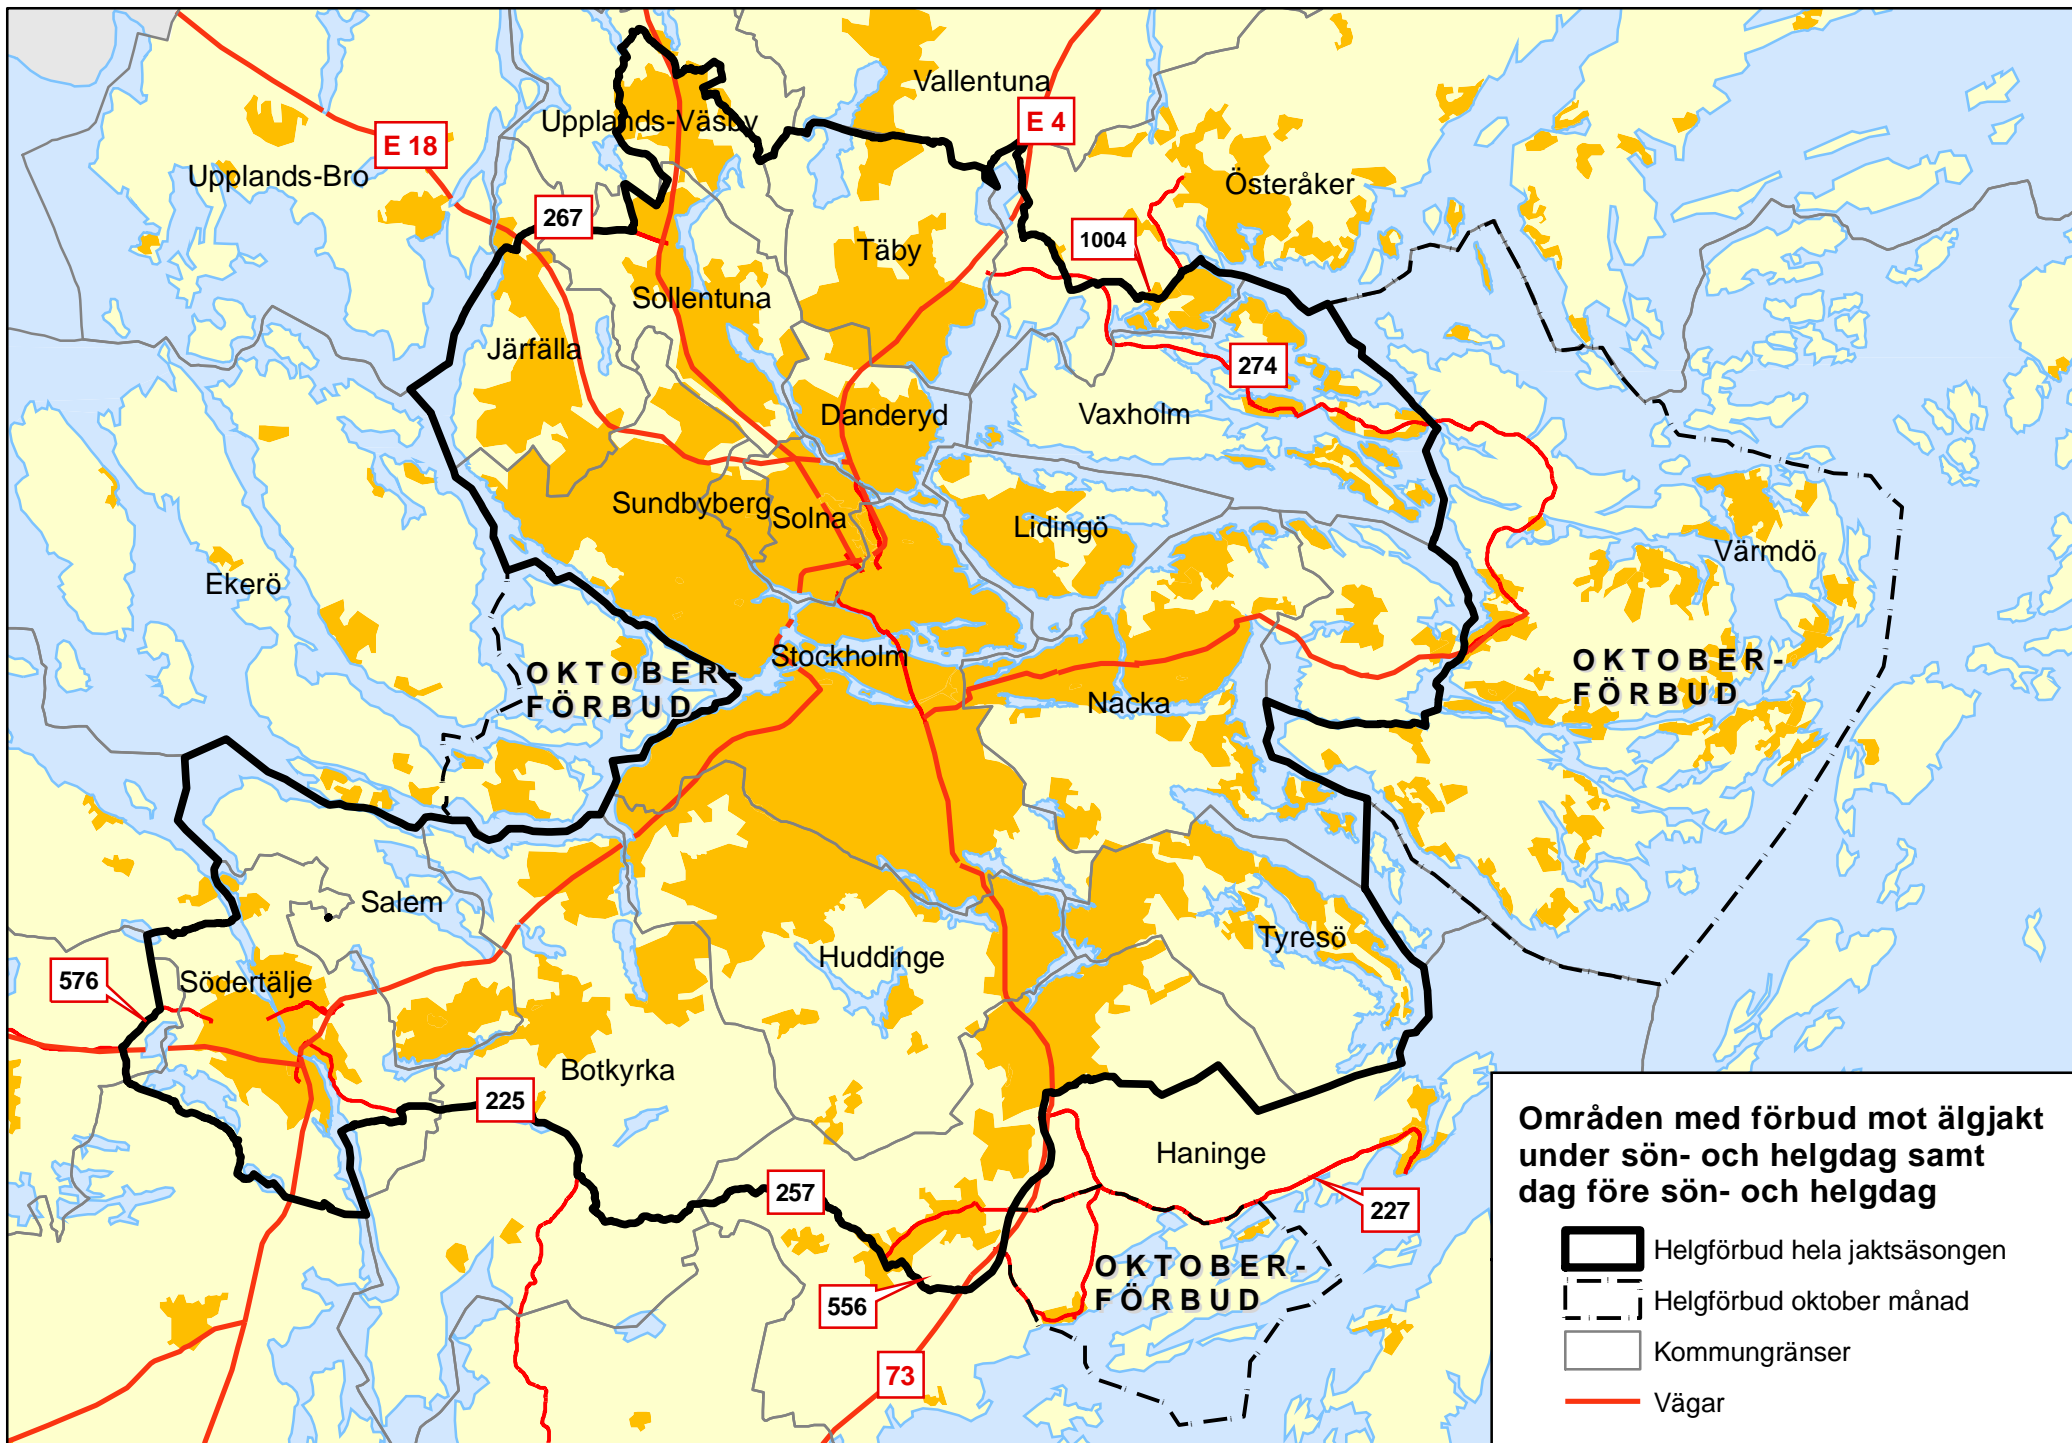 Vallentuna
E 4
Upplands-Väsby
E 18
Upplands-Bro
Österåker
267
1004
Täby
Sollentuna
Järfälla
274
Danderyd
Vaxholm
Sundbyberg
Solna
Lidingö
Värmdö
Ekerö
Stockholm
OKTOBER-
FÖRBUD
OKTOBER-
FÖRBUD
Nacka
Salem
Tyresö
Huddinge
576
Södertälje
Botkyrka
225
Haninge
257
227
OKTOBER-
FÖRBUD
556
73
Områden med förbud mot älgjakt
under sön- och helgdag samt
dag före sön- och helgdag
Helgförbud hela jaktsäsongen
Helgförbud oktober månad
Kommungränser
Vägar